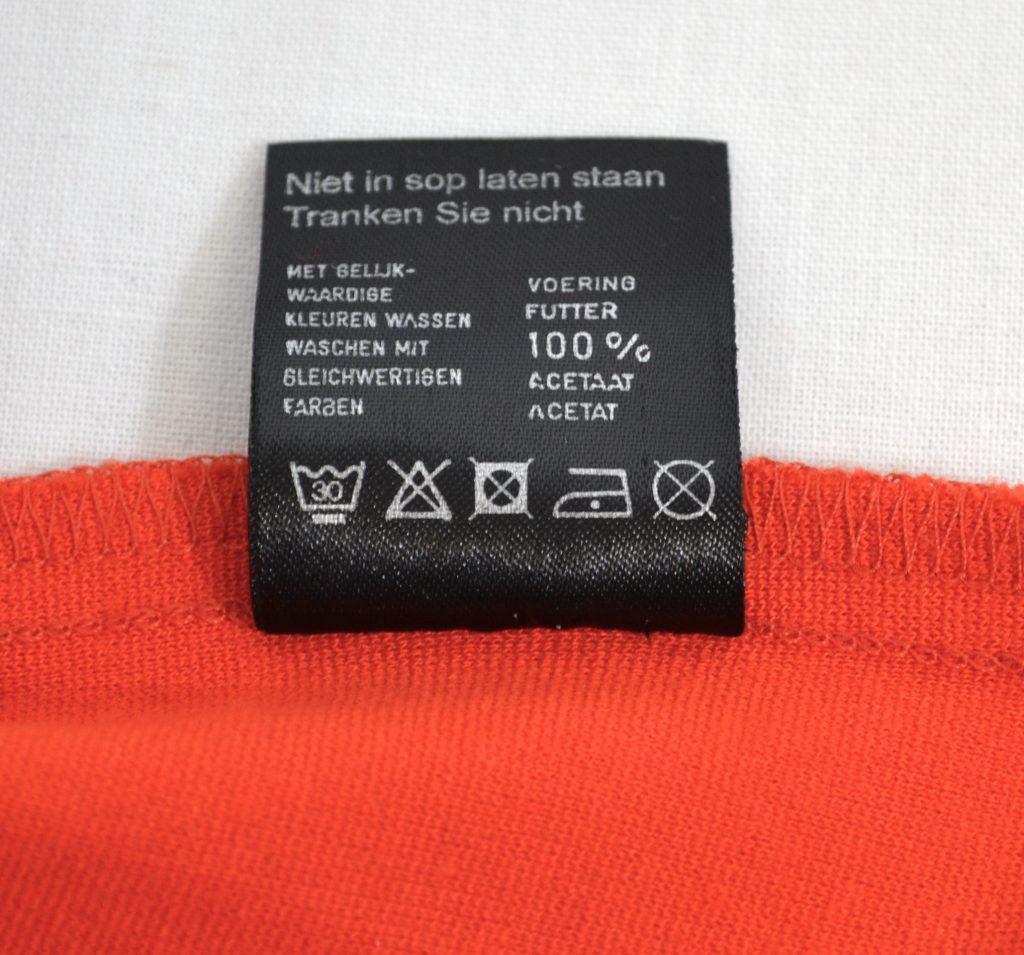 Niet in sop laten staan
Tranken Sie nicht
MET GELIJK-
WAARDIGE
KLEUREN WASSEN
WASCHEN MIT
GLEICHWERTIGEN
FARBEN
VOERING
FUTTER
100 %
ACETAAT
ACETAT
30